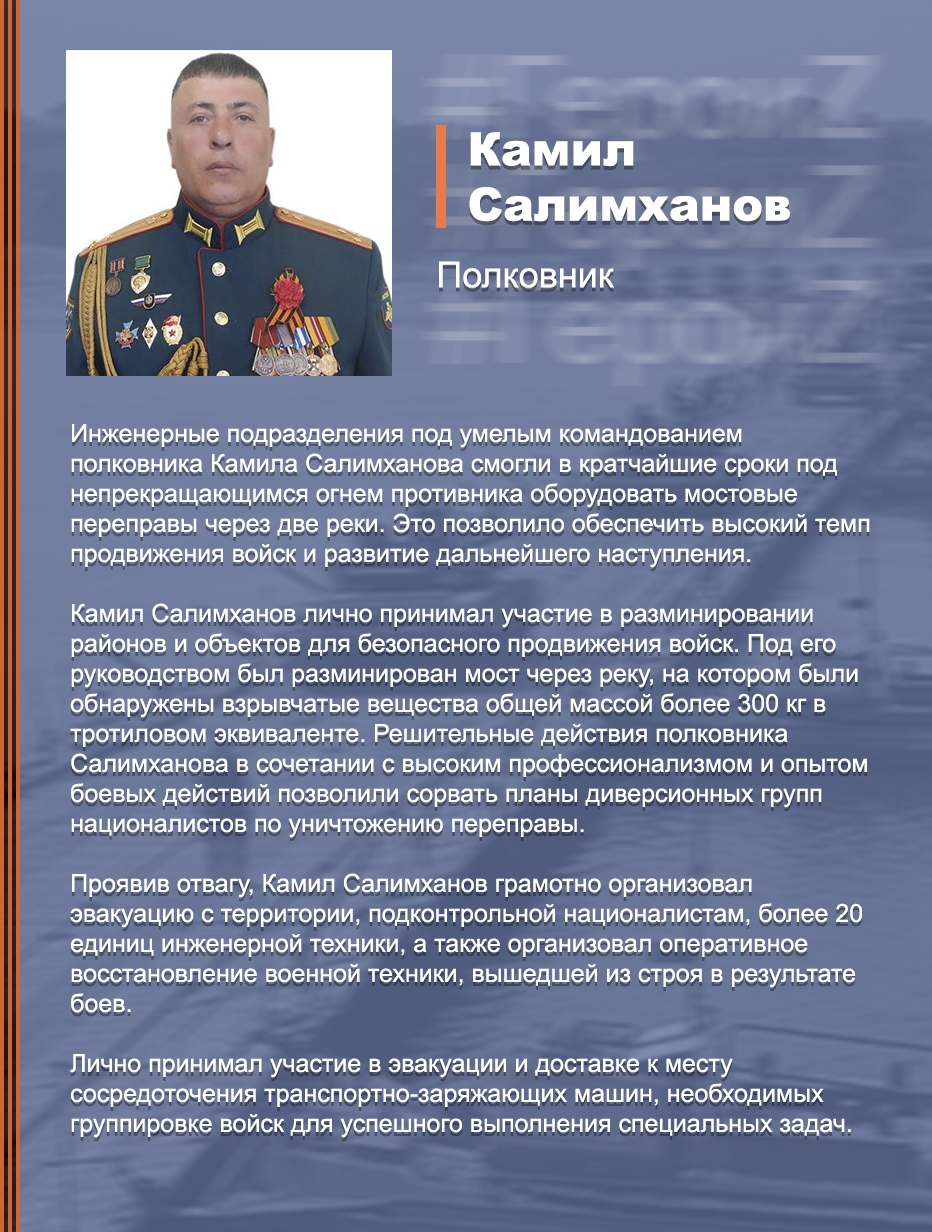 #ГероиZ
Камил
#ГероиZ
Салимханов
Полковник
#ГероиZ
Инженерные подразделения под умелым командованием
полковника Камила Салимханова смогли в кратчайшие сроки под
непрекращающимся огнем противника оборудовать мостовые
переправы через две реки. Это позволило обеспечить высокий темп
продвижения войск и развитие дальнейшего наступления.
Камил Салимханов лично принимал участие в разминировании
районов и объектов для безопасного продвижения войск. Под его
руководством был разминирован мост через реку, на котором были
обнаружены взрывчатые вещества общей массой более 300 кг в
тротиловом эквиваленте. Решительные действия полковника
Салимханова в сочетании с высоким профессионализмом и опытом
боевых действий позволили сорвать планы диверсионных групп
националистов по уничтожению переправы.
Проявив отвагу, Камил Салимханов грамотно организовал
эвакуацию с территории, подконтрольной националистам, более 20
единиц инженерной техники, а также организовал оперативное
восстановление военной техники, вышедшей из строя в результате
боев.
Лично принимал участие в эвакуации и доставке к месту
сосредоточения транспортно-заряжающих машин, необходимых
группировке войск для успешного выполнения специальных задач.